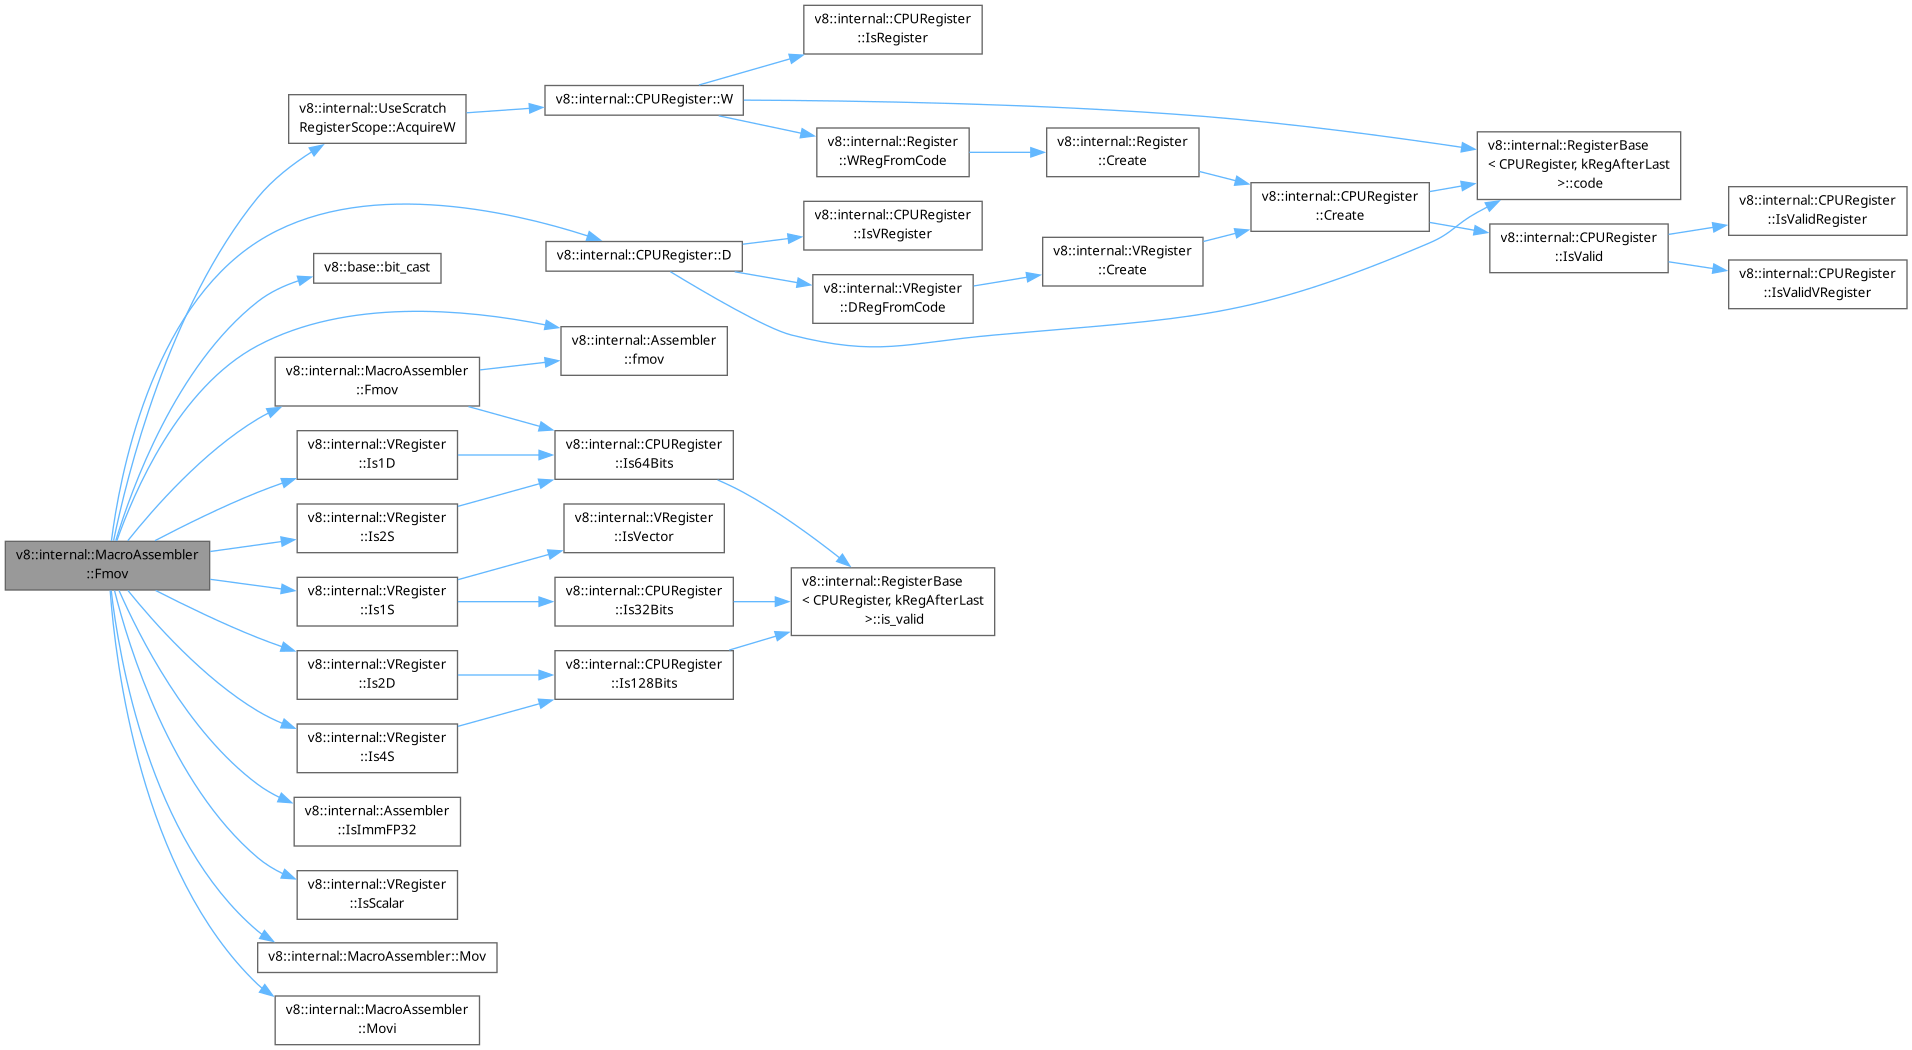 v8::internal::CPURegister
::IsRegister
v8::internal::UseScratch
RegisterScope::AcquireW
v8::internal::CPURegister::W
v8::internal::Register
::WRegFromCode
v8::internal::Register
::Create
v8::internal::RegisterBase
< CPURegister, kRegAfterLast
>::code
v8::internal::CPURegister
::Create
v8::internal::CPURegister
::IsValidRegister
v8::internal::CPURegister
::IsVRegister
v8::internal::CPURegister::D
v8::internal::VRegister
::Create
v8::internal::CPURegister
::IsValid
v8::base::bit_cast
v8::internal::VRegister
::DRegFromCode
v8::internal::CPURegister
::IsValidVRegister
v8::internal::Assembler
::fmov
v8::internal::MacroAssembler
::Fmov
v8::internal::VRegister
::Is1D
v8::internal::CPURegister
::Is64Bits
v8::internal::VRegister
::Is2S
v8::internal::VRegister
::IsVector
v8::internal::MacroAssembler
::Fmov
v8::internal::VRegister
::Is1S
v8::internal::CPURegister
::Is32Bits
v8::internal::RegisterBase
< CPURegister, kRegAfterLast
>::is_valid
v8::internal::VRegister
::Is2D
v8::internal::CPURegister
::Is128Bits
v8::internal::VRegister
::Is4S
v8::internal::Assembler
::IsImmFP32
v8::internal::VRegister
::IsScalar
v8::internal::MacroAssembler::Mov
v8::internal::MacroAssembler
::Movi